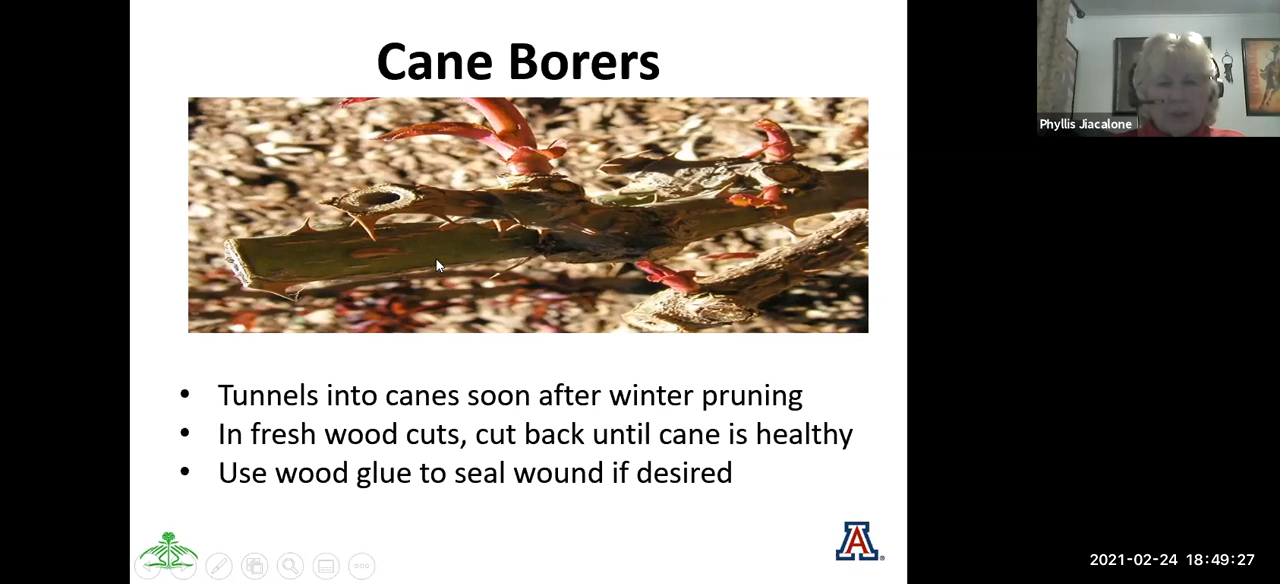 Cane Borers
Phyllis Jiacalone
• Tunnels into canes soon after winter pruning
• In fresh wood cuts, cut back until cane is healthy
• Use wood glue to seal wound if desired
A
2021-02-24 18:49:27